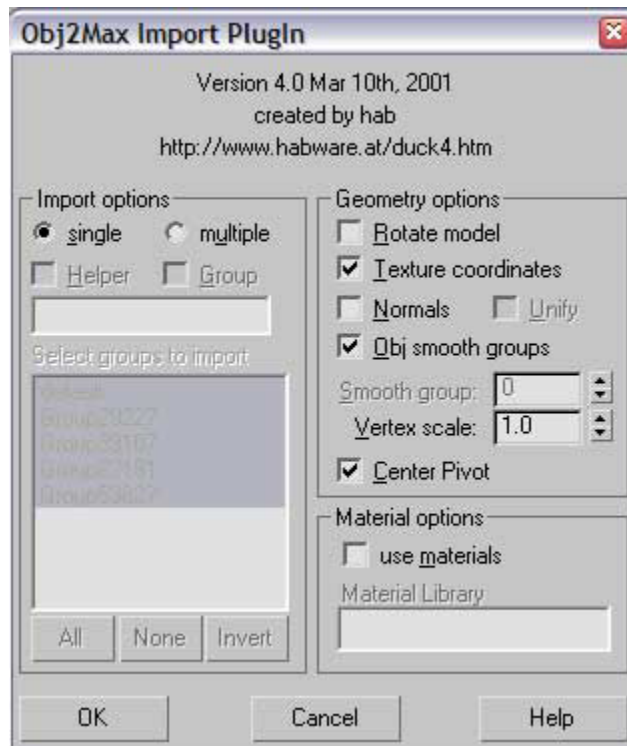 Obj2Max Import PlugIn
Version 4.0 Mar 10th, 2001
created by hab
http://www.habware.at/duck4.htm
Import options
single multiple
Helper Group
Select groups to import
default
Group29227
All None Invert
Geometry options
Rotate model
Texture coordinates
Normals Unify
Obj smooth groups
Smooth group: 0
Vertex scale: 1.0
Center Pivot
Material options
use materials
Material Library
OK Cancel Help